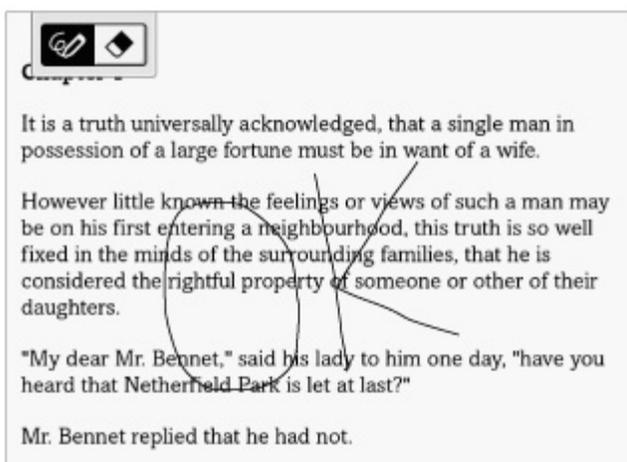 It is a truth universally acknowledged, that a single man in
possession of a large fortune must be in want of a wife.
However little known the feelings or views of such a man may
be on his first entering a neighbourhood, this truth is so well
fixed in the minds of the surrounding families, that he is
considered the rightful property of someone or other of their
daughters.
"My dear Mr. Bennet," said his lady to him one day, "have you
heard that Netherfield Park is let at last?"
Mr. Bennet replied that he had not.
OK